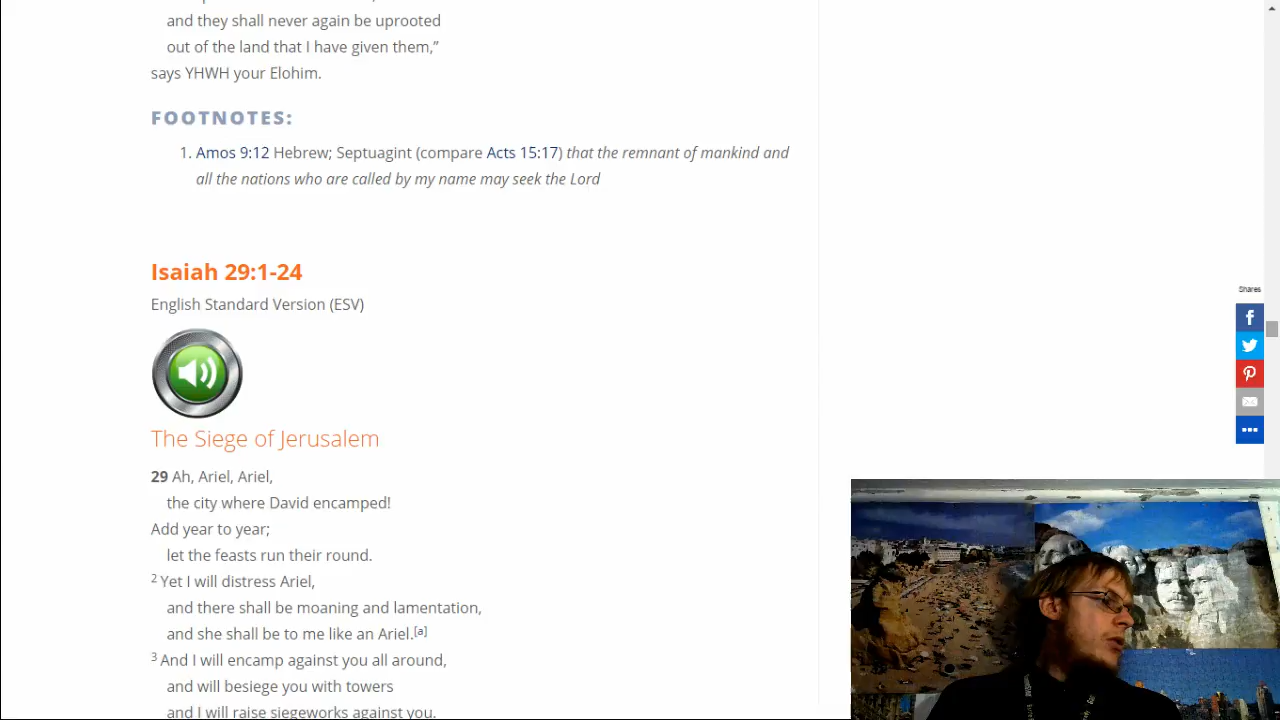 and they shall never again be uprooted
out of the land that I have given them,”
says YHWH your Elohim.
FOOTNOTES:
1. Amos 9:12 Hebrew; Septuagint (compare Acts 15:17) that the remnant of mankind and
all the nations who are called by my name may seek the Lord
Isaiah 29:1-24
English Standard Version (ESV)
The Siege of Jerusalem
29 Ah, Ariel, Ariel,
the city where David encamped!
Add year to year;
let the feasts run their round.
2 Yet I will distress Ariel,
and there shall be moaning and lamentation,
and she shall be to me like an Ariel.[a]
3 And I will encamp against you all around,
and will besiege you with towers
and I will raise siegeworks against you.
Shares